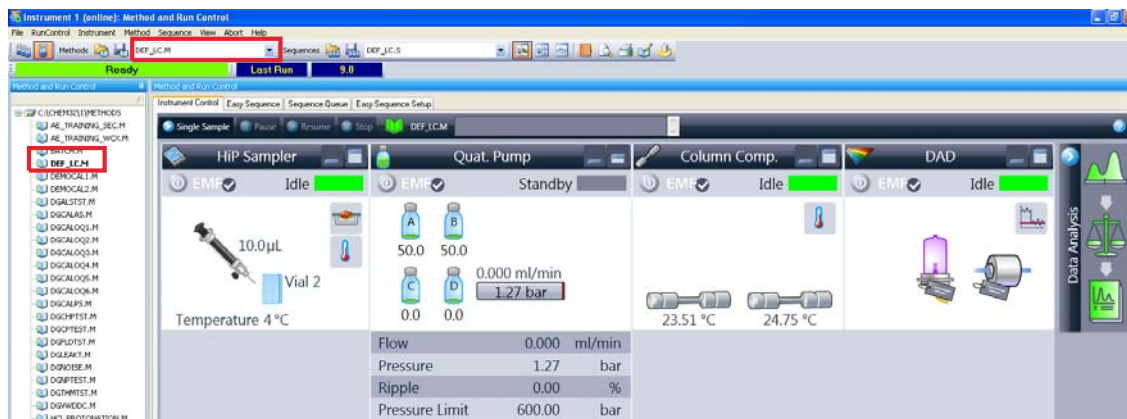 Instrument 1 (online): Method and Run Control
File RunControl Instrument Method Sequence View Abort Help
Methods DEF_LC.M Sequences DEF_LC.S
Ready Last Run 9.0
Method and Run Control Method and Run Control
Instrument Control Easy Sequence Sequence Queue Easy Sequence Setup
C:\CHEM32\1\METHODS
AE_TRAINING_SEC.M
AE_TRAINING_WCX.M
BATCH.M
DEF_LC.M
DEMOCAL1.M
DEMOCAL2.M
DGALSTST.M
DGCALAS.M
DGCALOQ1.M
DGCALOQ2.M
DGCALOQ3.M
DGCALOQ4.M
DGCALOQ5.M
DGCALOQ6.M
DGCALPS.M
DGCHPTST.M
DGCPTEST.M
DGFLDTST.M
DGLEAKT.M
DGNOISE.M
DGNPTEST.M
DGTHMTST.M
DGVWDDC.M
HCL PROTONATION.M
Single Sample Pause Resume Stop DEF_LC.M
HiP Sampler
EMF Idle
10.0 µL
Vial 2
Temperature 4 °C
Quat. Pump
EMF Standby
A B
50.0 50.0
C D
0.0 0.0
0.000 ml/min
1.27 bar
Flow 0.000 ml/min
Pressure 1.27 bar
Ripple 0.00 %
Pressure Limit 600.00 bar
Column Comp.
EMF Idle
23.51 °C 24.75 °C
DAD
EMF Idle
Data Analysis